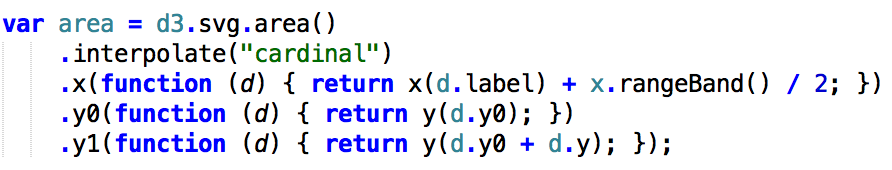 var area = d3.svg.area()
    .interpolate("cardinal")
    .x(function (d) { return x(d.label) + x.rangeBand() / 2; })
    .y0(function (d) { return y(d.y0); })
    .y1(function (d) { return y(d.y0 + d.y); });